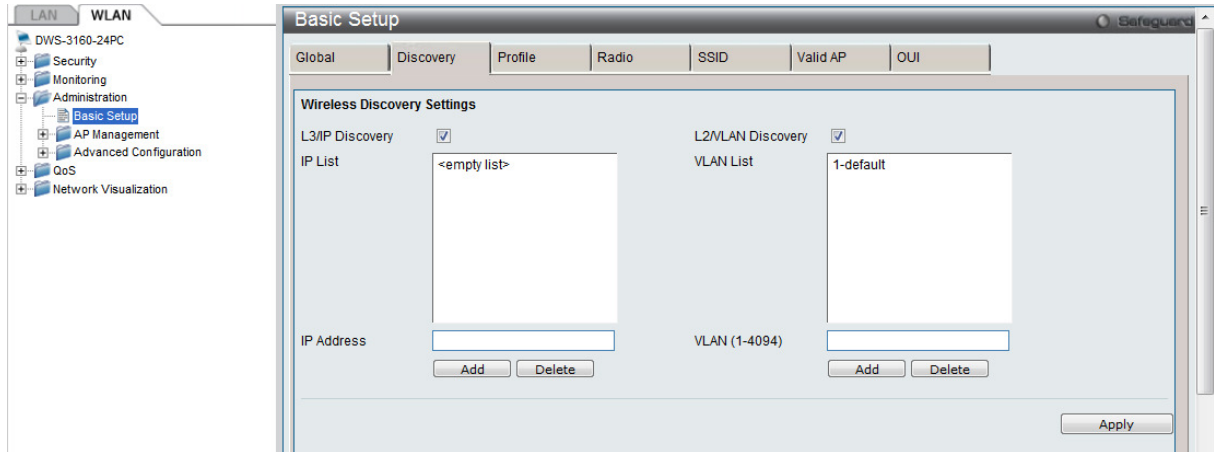 LAN WLAN
DWS-3160-24PC
Security
Monitoring
Administration
Basic Setup
AP Management
Advanced Configuration
QoS
Network Visualization
Basic Setup
Safeguard
Global Discovery Profile Radio SSID Valid AP OUI
Wireless Discovery Settings
L3/IP Discovery L2/VLAN Discovery
IP List <empty list> VLAN List 1-default
IP Address VLAN (1-4094)
Add Delete Add Delete
Apply